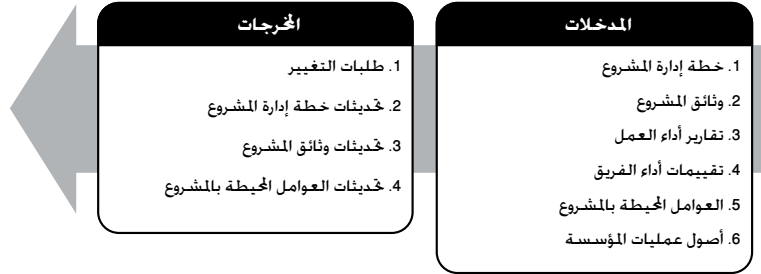 المدخلات
1. خطة إدارة المشروع
2. وثائق المشروع
3. تقارير أداء العمل
4. تقييمات أداء الفريق
5. العوامل المحيطة بالمشروع
6. أصول عمليات المؤسسة
المخرجات
1. طلبات التغيير
2. تحديثات خطة إدارة المشروع
3. تحديثات وثائق المشروع
4. تحديثات العوامل المحيطة بالمشروع